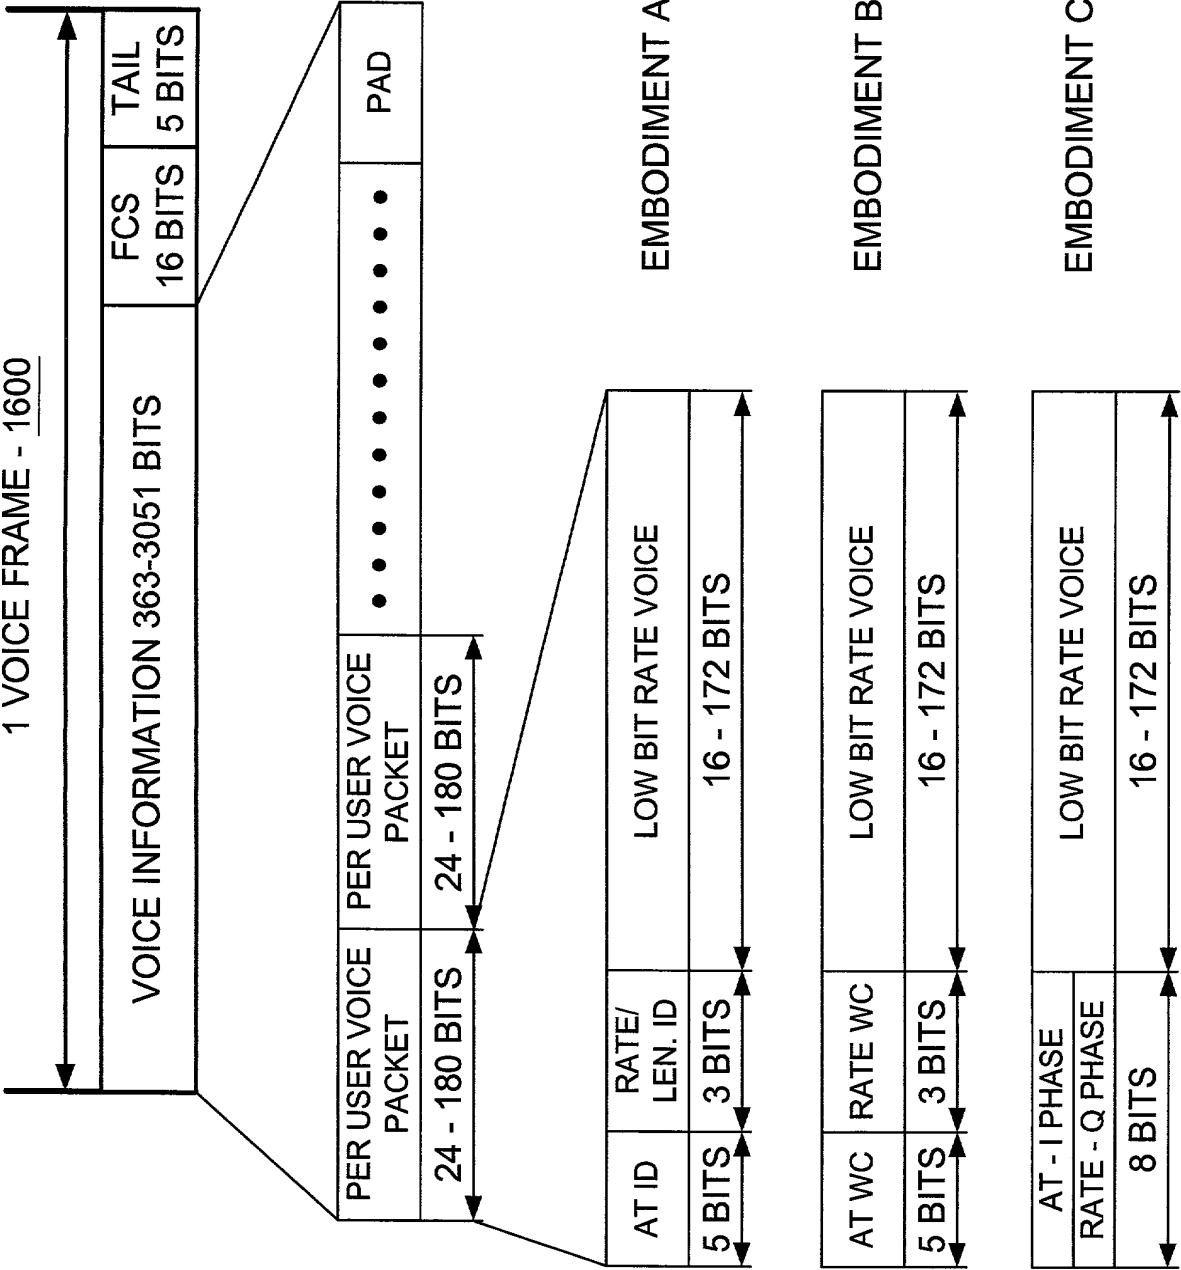 1 VOICE FRAME - 1600
VOICE INFORMATION 363-3051 BITS
FCS
16 BITS
TAIL
5 BITS
PER USER VOICE
PACKET
24 - 180 BITS
PER USER VOICE
PACKET
24 - 180 BITS
PAD
AT ID
5 BITS
RATE/
LEN. ID
3 BITS
LOW BIT RATE VOICE
16 - 172 BITS
EMBODIMENT A
AT WC
5 BITS
RATE WC
3 BITS
LOW BIT RATE VOICE
16 - 172 BITS
EMBODIMENT B
AT - I PHASE
RATE - Q PHASE
8 BITS
LOW BIT RATE VOICE
16 - 172 BITS
EMBODIMENT C